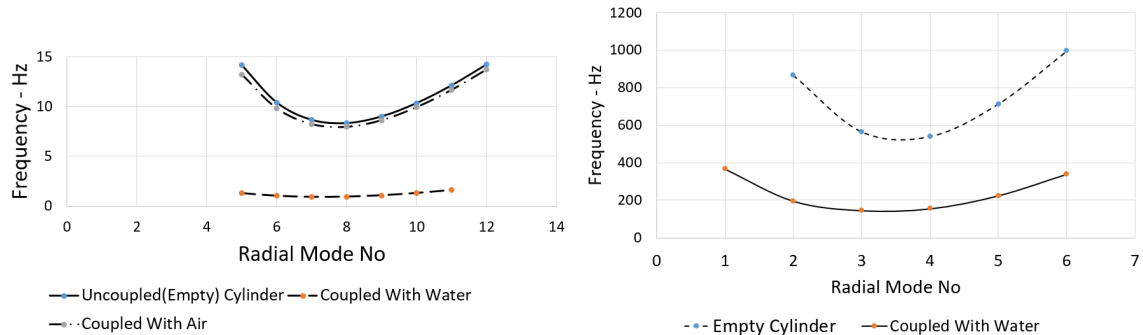 Frequency - Hz
15
10
5
0
0 2 4 6 8 10 12 14
Radial Mode No
Uncoupled(Empty) Cylinder
Coupled With Water
Coupled With Air
Frequency - Hz
1200
1000
800
600
400
200
0
0 1 2 3 4 5 6 7
Radial Mode No
Empty Cylinder
Coupled With Water